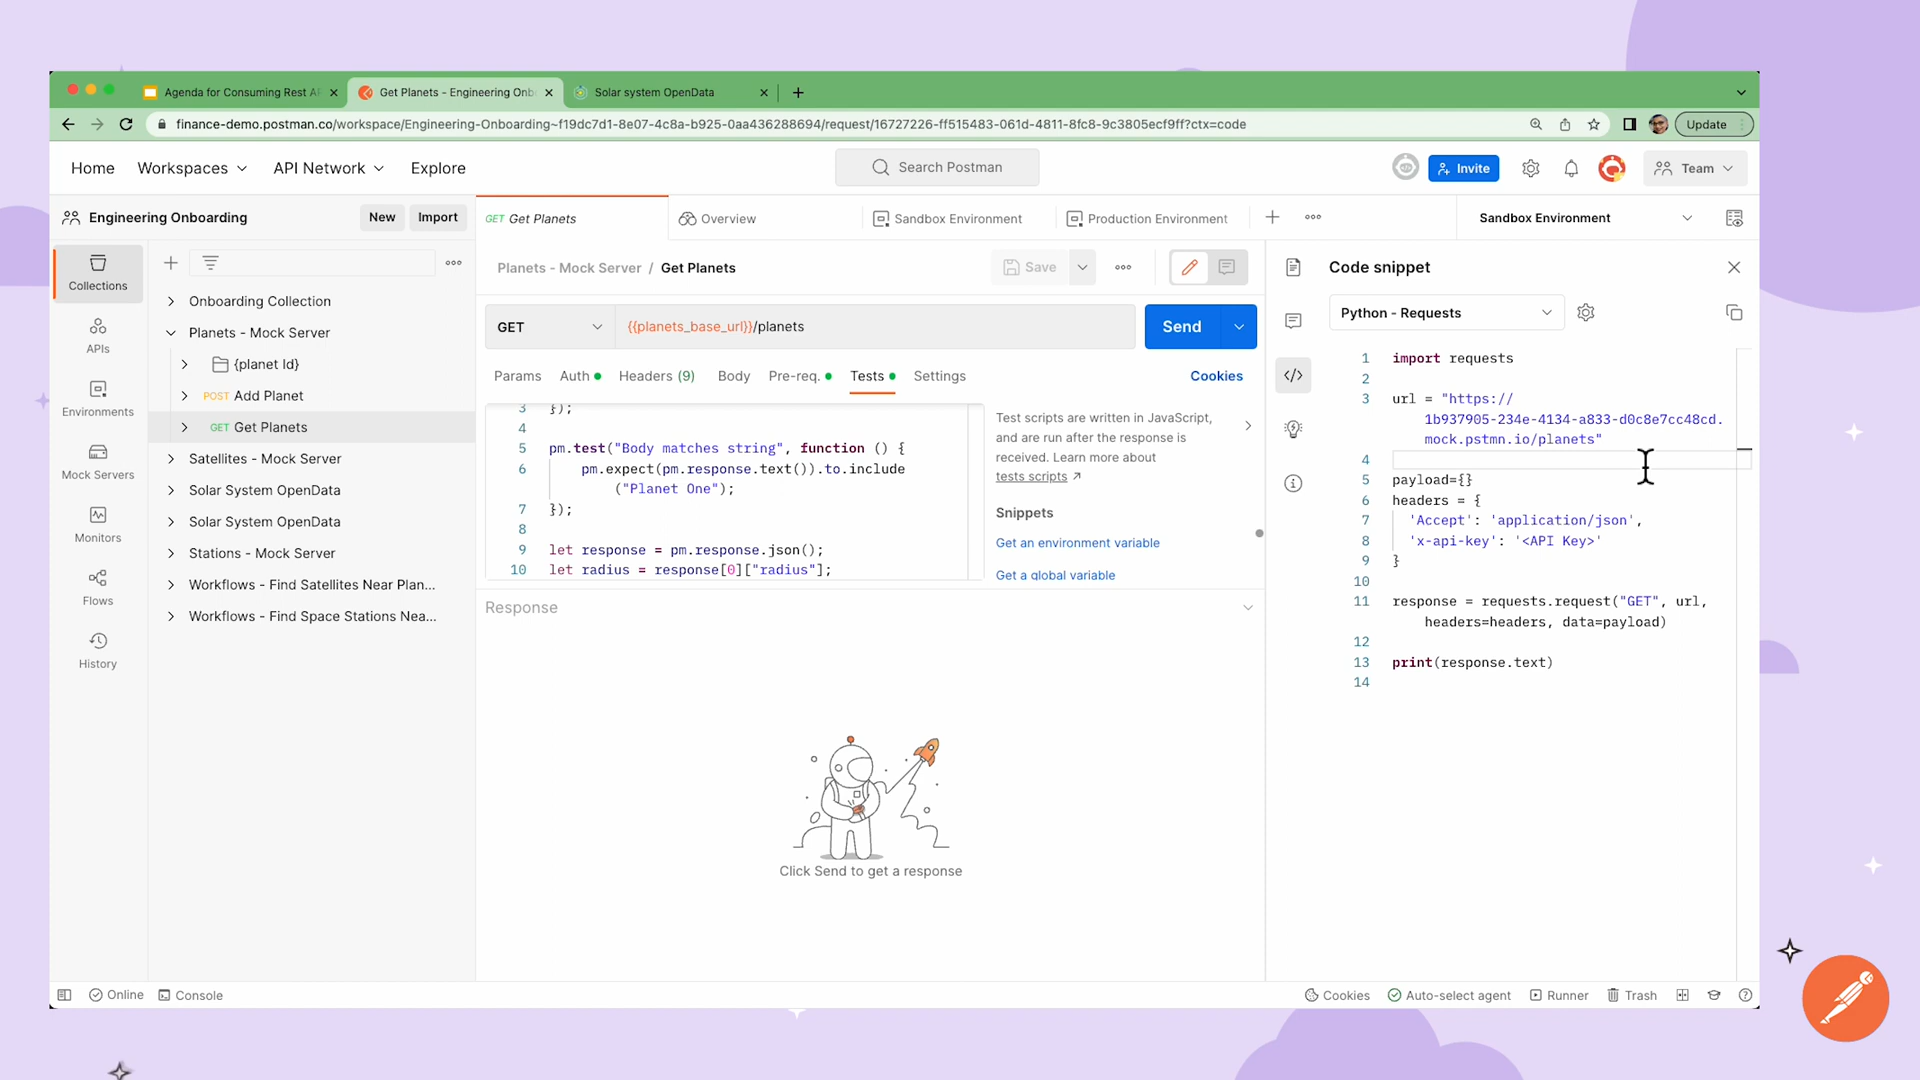 Agenda for Consuming Rest AP
Get Planets - Engineering Onb
Solar system OpenData
finance-demo.postman.co/workspace/Engineering-Onboarding~f19dc7d1-8e07-4c8a-b925-0aa436288694/request/16727226-ff515483-061d-4811-8fc8-9c3805ecf9ff?ctx=code
Update
Home
Workspaces
API Network
Explore
Search Postman
Invite
Team
Engineering Onboarding
New
Import
GET Get Planets
Overview
Sandbox Environment
Production Environment
Sandbox Environment
Collections
APIs
Environments
Mock Servers
Monitors
Flows
History
Onboarding Collection
Planets - Mock Server
{planet Id}
POST Add Planet
GET Get Planets
Satellites - Mock Server
Solar System OpenData
Solar System OpenData
Stations - Mock Server
Workflows - Find Satellites Near Plan...
Workflows - Find Space Stations Nea...
Planets - Mock Server / Get Planets
Save
GET
{{planets_base_url}}/planets
Send
Params
Auth
Headers (9)
Body
Pre-req.
Tests
Settings
Cookies
3 });
4
5 pm.test("Body matches string", function () {
6 pm.expect(pm.response.text()).to.include
("Planet One");
7 });
8
9 let response = pm.response.json();
10 let radius = response[0]["radius"];
Test scripts are written in JavaScript,
and are run after the response is
received. Learn more about
tests scripts ↗
Snippets
Get an environment variable
Get a global variable
Response
Click Send to get a response
Code snippet
Python - Requests
1 import requests
2
3 url = "https://
1b937905-234e-4134-a833-d0c8e7cc48cd.
mock.pstmn.io/planets"
4
5 payload={}
6 headers = {
7 'Accept': 'application/json',
8 'x-api-key': '<API Key>'
9 }
10
11 response = requests.request("GET", url,
headers=headers, data=payload)
12
13 print(response.text)
14
Online
Console
Cookies
Auto-select agent
Runner
Trash